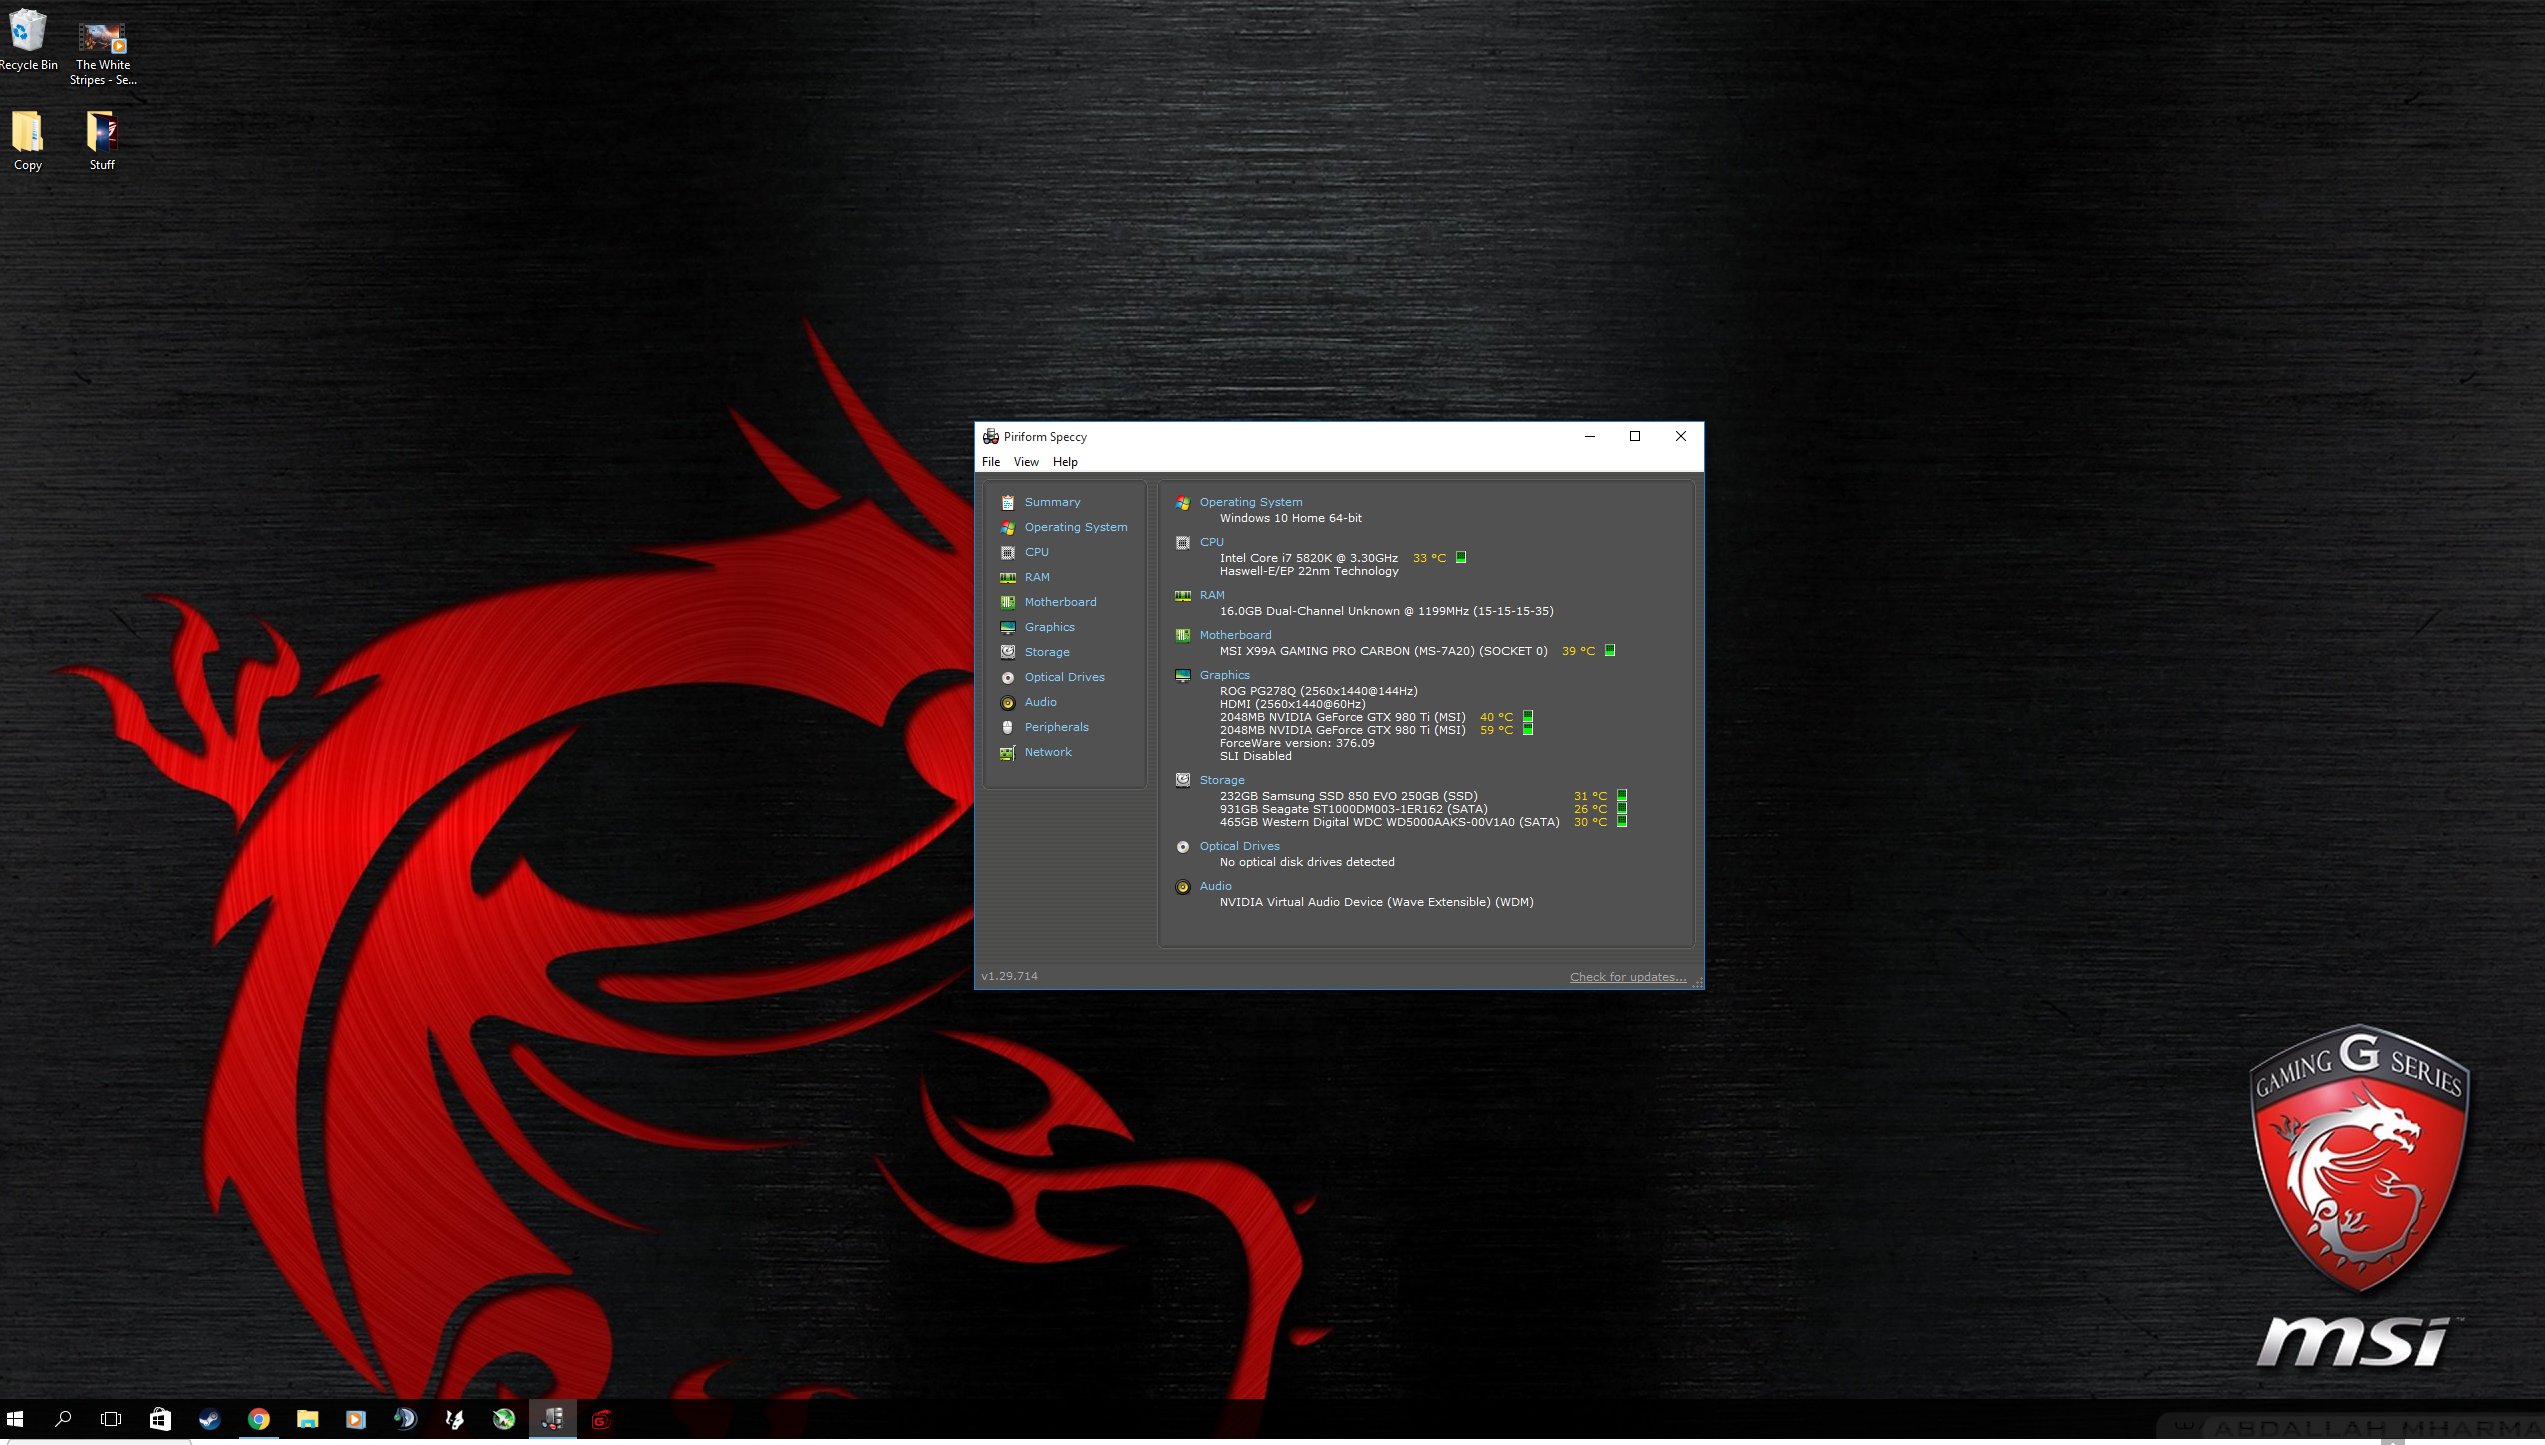 Recycle Bin
The White
Stripes - Se...
Copy
Stuff
Piriform Speccy
File View Help
Summary
Operating System
CPU
RAM
Motherboard
Graphics
Storage
Optical Drives
Audio
Peripherals
Network
Operating System
Windows 10 Home 64-bit
CPU
Intel Core i7 5820K @ 3.30GHz 33 °C
Haswell-E/EP 22nm Technology
RAM
16.0GB Dual-Channel Unknown @ 1199MHz (15-15-15-35)
Motherboard
MSI X99A GAMING PRO CARBON (MS-7A20) (SOCKET 0) 39 °C
Graphics
ROG PG278Q (2560x1440@144Hz)
HDMI (2560x1440@60Hz)
2048MB NVIDIA GeForce GTX 980 Ti (MSI) 40 °C
2048MB NVIDIA GeForce GTX 980 Ti (MSI) 59 °C
ForceWare version: 376.09
SLI Disabled
Storage
232GB Samsung SSD 850 EVO 250GB (SSD) 31 °C
931GB Seagate ST1000DM003-1ER162 (SATA) 26 °C
465GB Western Digital WDC WD5000AAKS-00V1A0 (SATA) 30 °C
Optical Drives
No optical disk drives detected
Audio
NVIDIA Virtual Audio Device (Wave Extensible) (WDM)
v1.29.714
Check for updates...
GAMING G SERIES
msi
ABDALLAH MHARMA